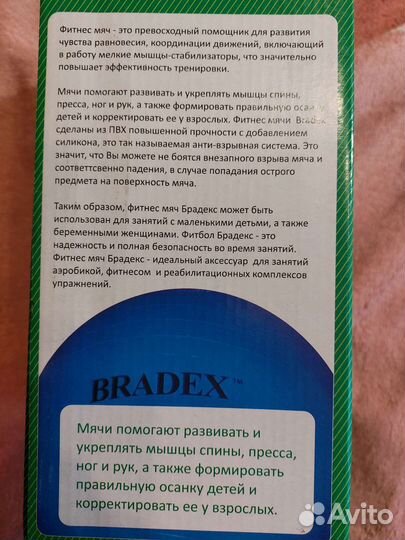 Фитнес мяч - это превосходный помощник для развития
чувства равновесия, координации движений, включающий
в работу мелкие мышцы-стабилизаторы, что значительно
повышает эффективность тренировки.
Мячи помогают развивать и укреплять мышцы спины,
пресса, ног и рук, а также формировать правильную осанку
детей и корректировать ее у взрослых. Фитнес мячи Bradex
сделаны из ПВХ повышенной прочности с добавлением
силикона, это так называемая анти-взрывная система. Это
значит, что Вы можете не боятся внезапного взрыва мяча и
соответтсвенно падения, в случае попадания острого
предмета на поверхность мяча.
Таким образом, фитнес мяч Брадекс может быть
использован для занятий с маленькими детьми, а также
беременными женщинами. Фитбол Брадекс - это
надежность и полная безопасность во время занятий.
Фитнес мяч Брадекс - идеальный аксессуар для занятий
аэробикой, фитнесом и реабилитационных комплексов
упражнений.
BRADEX™
Мячи помогают развивать и
укреплять мышцы спины, пресса,
ног и рук, а также формировать
правильную осанку детей и
корректировать ее у взрослых.
Avito